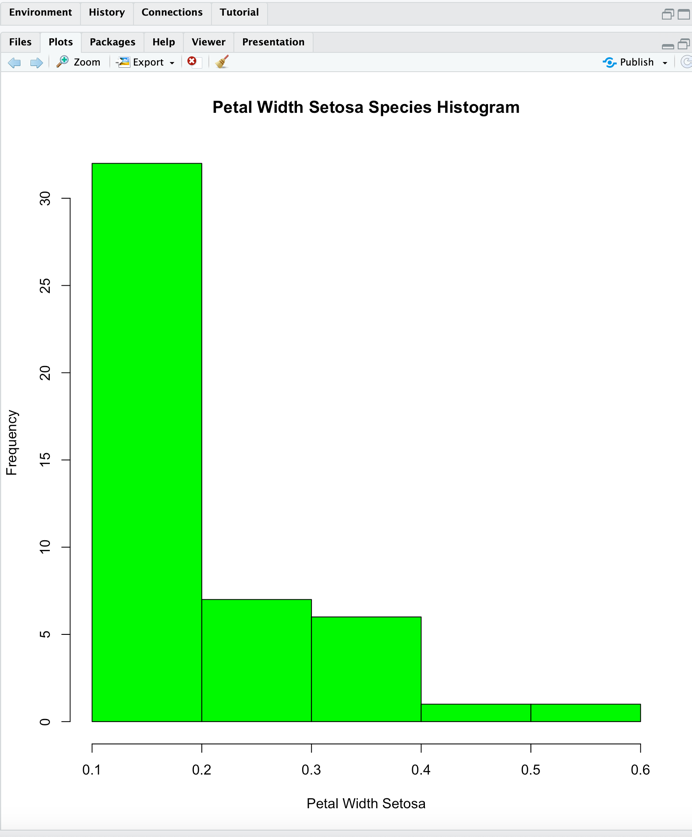 Environment History Connections Tutorial
Files Plots Packages Help Viewer Presentation
Zoom Export Publish
Petal Width Setosa Species Histogram
30
25
20
15
10
5
0
Frequency
0.1 0.2 0.3 0.4 0.5 0.6
Petal Width Setosa